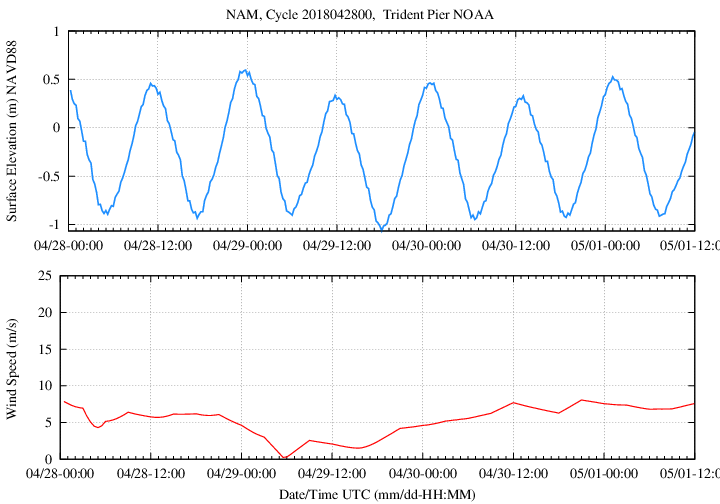 NAM, Cycle 2018042800,  Trident Pier NOAA
Surface Elevation (m) NAVD88
1
0.5
0
-0.5
-1
04/28-00:00 04/28-12:00 04/29-00:00 04/29-12:00 04/30-00:00 04/30-12:00 05/01-00:00 05/01-12:0
Wind Speed (m/s)
25
20
15
10
5
0
04/28-00:00 04/28-12:00 04/29-00:00 04/29-12:00 04/30-00:00 04/30-12:00 05/01-00:00 05/01-12:0
Date/Time UTC (mm/dd-HH:MM)